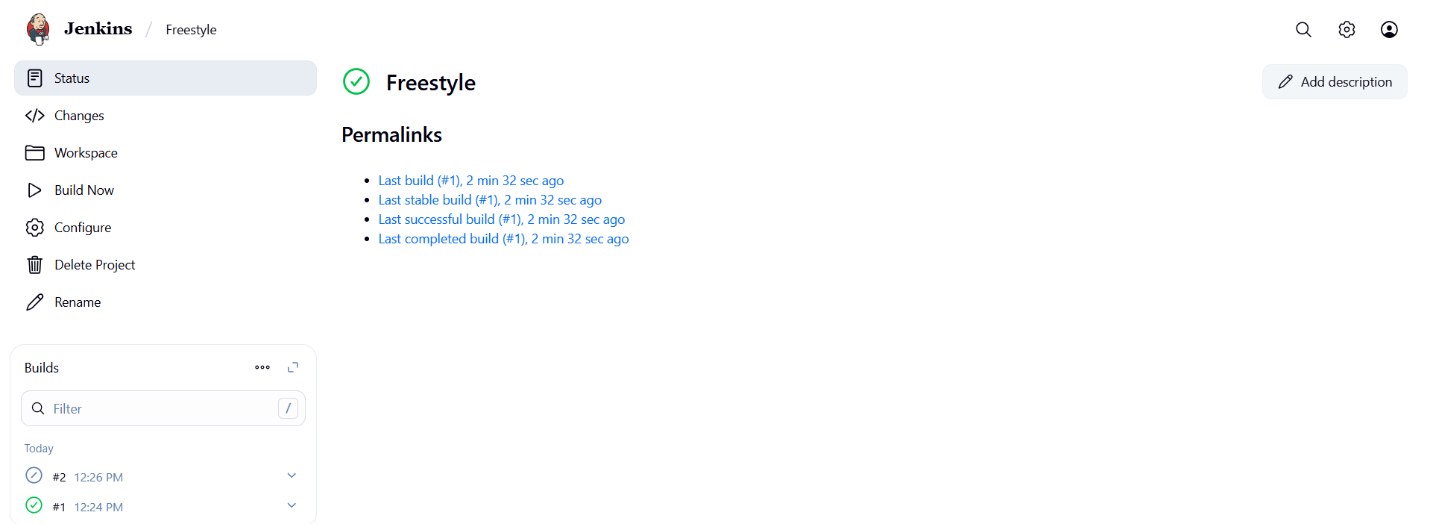 Jenkins / Freestyle
Status
Changes
Workspace
Build Now
Configure
Delete Project
Rename
Builds
Filter /
Today
#2 12:26 PM
#1 12:24 PM
Freestyle
Add description
Permalinks
• Last build (#1), 2 min 32 sec ago
• Last stable build (#1), 2 min 32 sec ago
• Last successful build (#1), 2 min 32 sec ago
• Last completed build (#1), 2 min 32 sec ago